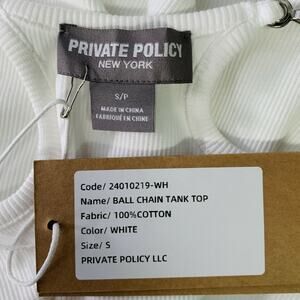 PRIVATE POLICY
NEW YORK
S/P
MADE IN CHINA
FABRIQUÉ EN CHINE
Code/ 24010219-WH
Name/ BALL CHAIN TANK TOP
Fabric/ 100%COTTON
Color/ WHITE
Size/ S
PRIVATE POLICY LLC